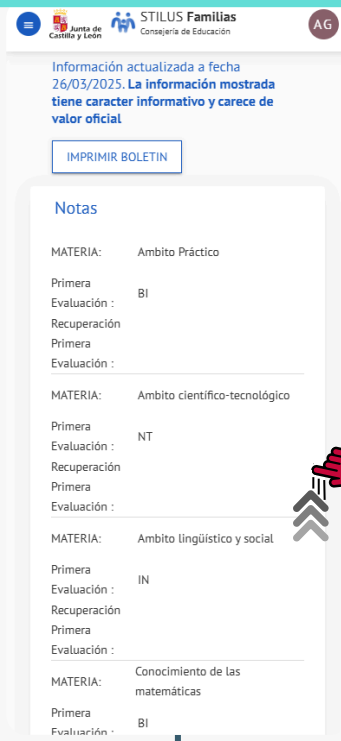 Junta de
Castilla y León
STILUS Familias
Consejería de Educación
AG
Información actualizada a fecha
26/03/2025. La información mostrada
tiene caracter informativo y carece de
valor oficial
IMPRIMIR BOLETIN
Notas
MATERIA: Ambito Práctico
Primera
Evaluación : BI
Recuperación
Primera
Evaluación :
MATERIA: Ambito científico-tecnológico
Primera
Evaluación : NT
Recuperación
Primera
Evaluación :
MATERIA: Ambito lingüístico y social
Primera
Evaluación : IN
Recuperación
Primera
Evaluación :
MATERIA: Conocimiento de las
matemáticas
Primera
Evaluación : BI